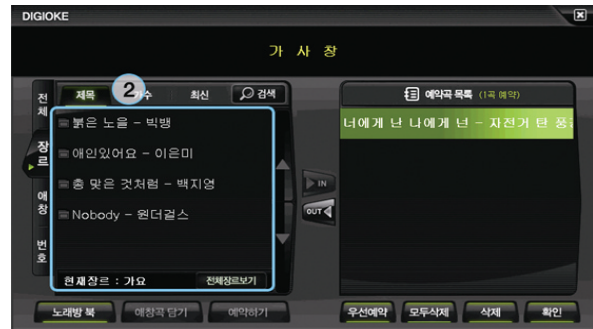 DIGIOKE
가 사 창
전체
장르
애창
번호
제목 2 수 최신 검색
붉은 노을 - 빅뱅
애인있어요 - 이은미
총 맞은 것처럼 - 백지영
Nobody - 원더걸스
현재장르 : 가요 전체장르보기
IN
OUT
예약곡 목록 (1곡 예약)
너에게 난 나에게 넌 - 자전거 탄 풍
노래방 북 애창곡 담기 예약하기
우선예약 모두삭제 삭제 확인